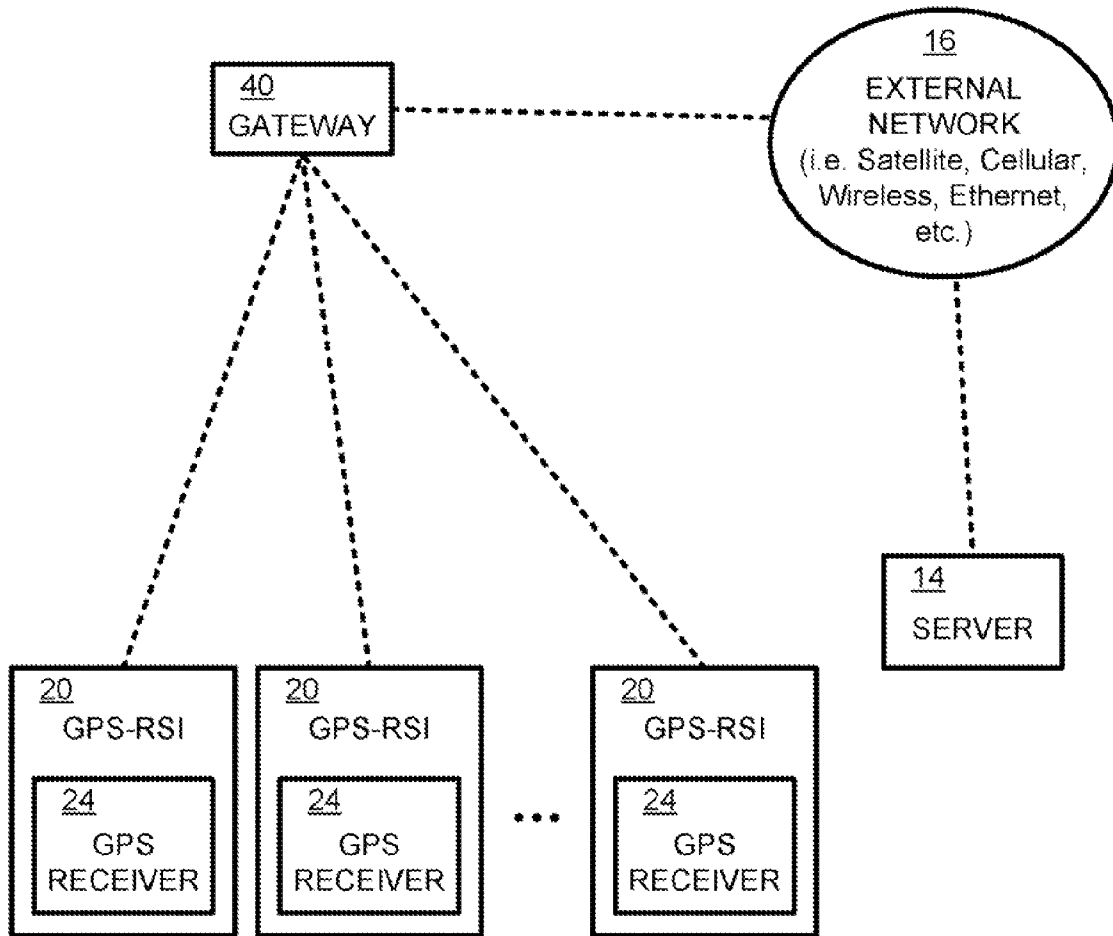 40
GATEWAY
16
EXTERNAL
NETWORK
(i.e. Satellite, Cellular,
Wireless, Ethernet,
etc.)
14
SERVER
20
GPS-RSI
24
GPS
RECEIVER
20
GPS-RSI
24
GPS
RECEIVER
...
20
GPS-RSI
24
GPS
RECEIVER